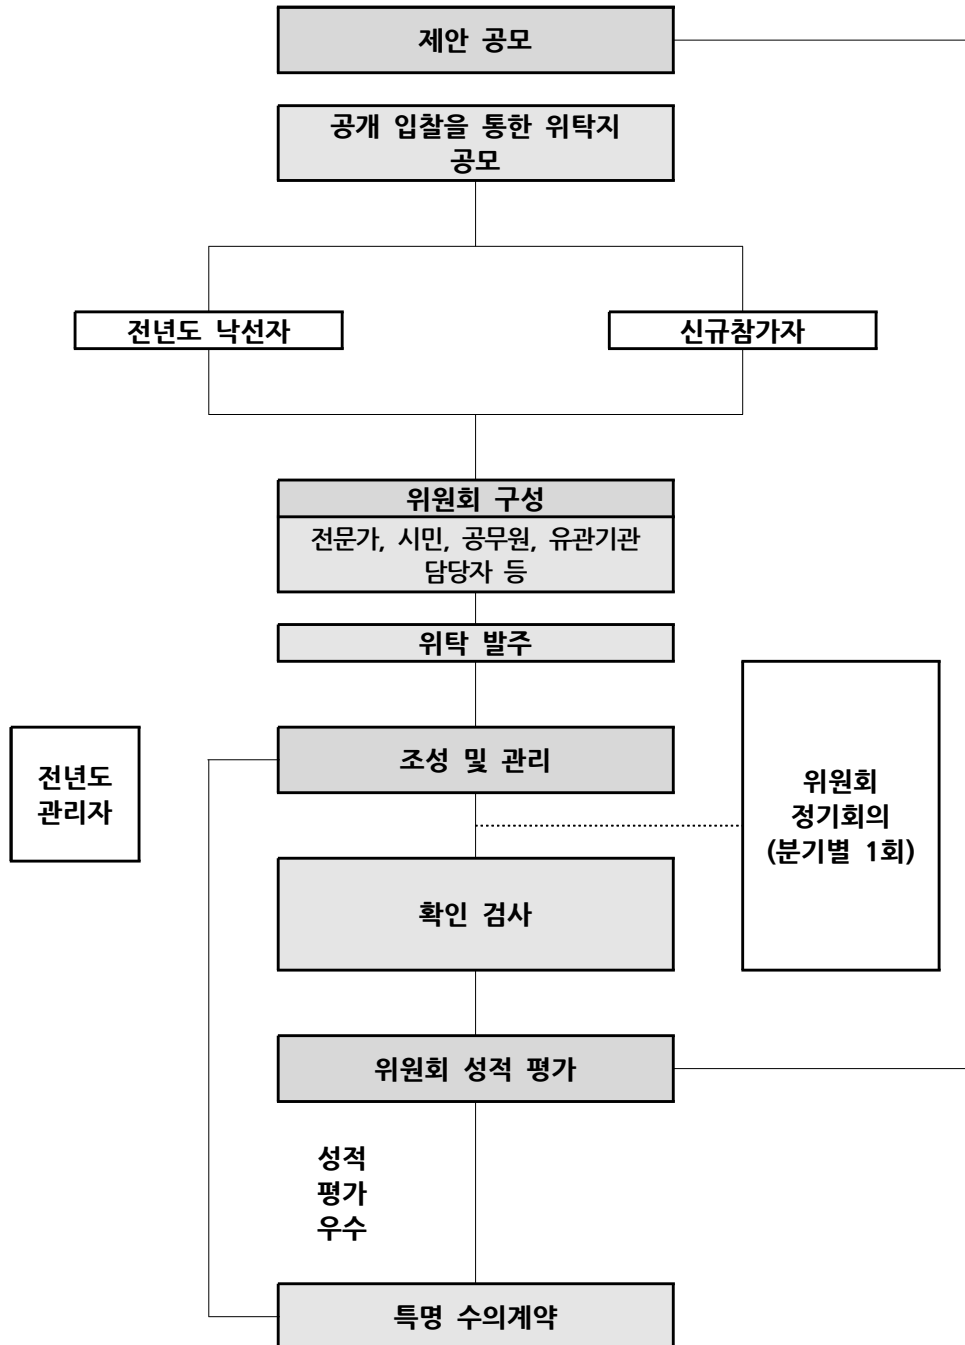 제안 공모
공개 입찰을 통한 위탁지
공모
전년도 낙선자
신규참가자
위원회 구성
전문가, 시민, 공무원, 유관기관
담당자 등
위탁 발주
조성 및 관리
전년도
관리자
위원회
정기회의
(분기별 1회)
확인 검사
위원회 성적 평가
성적
평가
우수
특명 수의계약